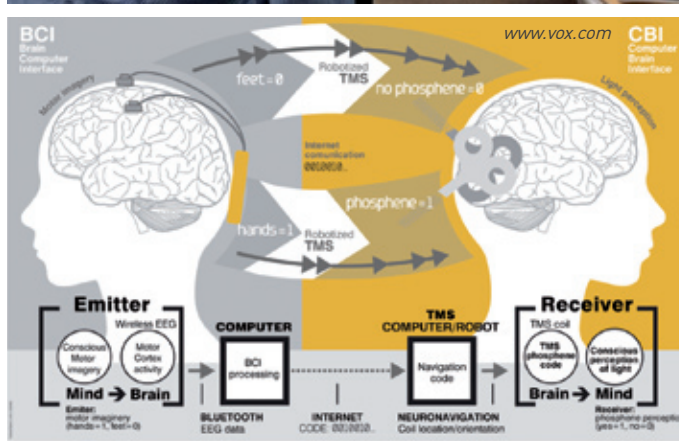 BCI
Brain
Computer
Interface
www.vox.com
CBI
Computer
Brain
Interface
Motor imagery
feet=0
Robotized
TMS
no phosphene=0
Light perception
Internet
comunication
0010010..
hands=1
Robotized
TMS
phosphene=1
Emitter
Wireless EEG
Conscious
Motor
imagery
Motor
Cortex
activity
Mind → Brain
Emitter:
motor imaginery
(hands=1, feet=0)
COMPUTER
BCI
processing
BLUETOOTH
EEG data
INTERNET
CODE: 0010010..
TMS
COMPUTER/ROBOT
Navigation
code
NEURONAVIGATION
Coil location/orientation
Receiver
TMS coil
TMS
phosphene
code
Conscious
perception
of light
Brain → Mind
Receiver:
phosphene perceptio
(yes=1, no=0)